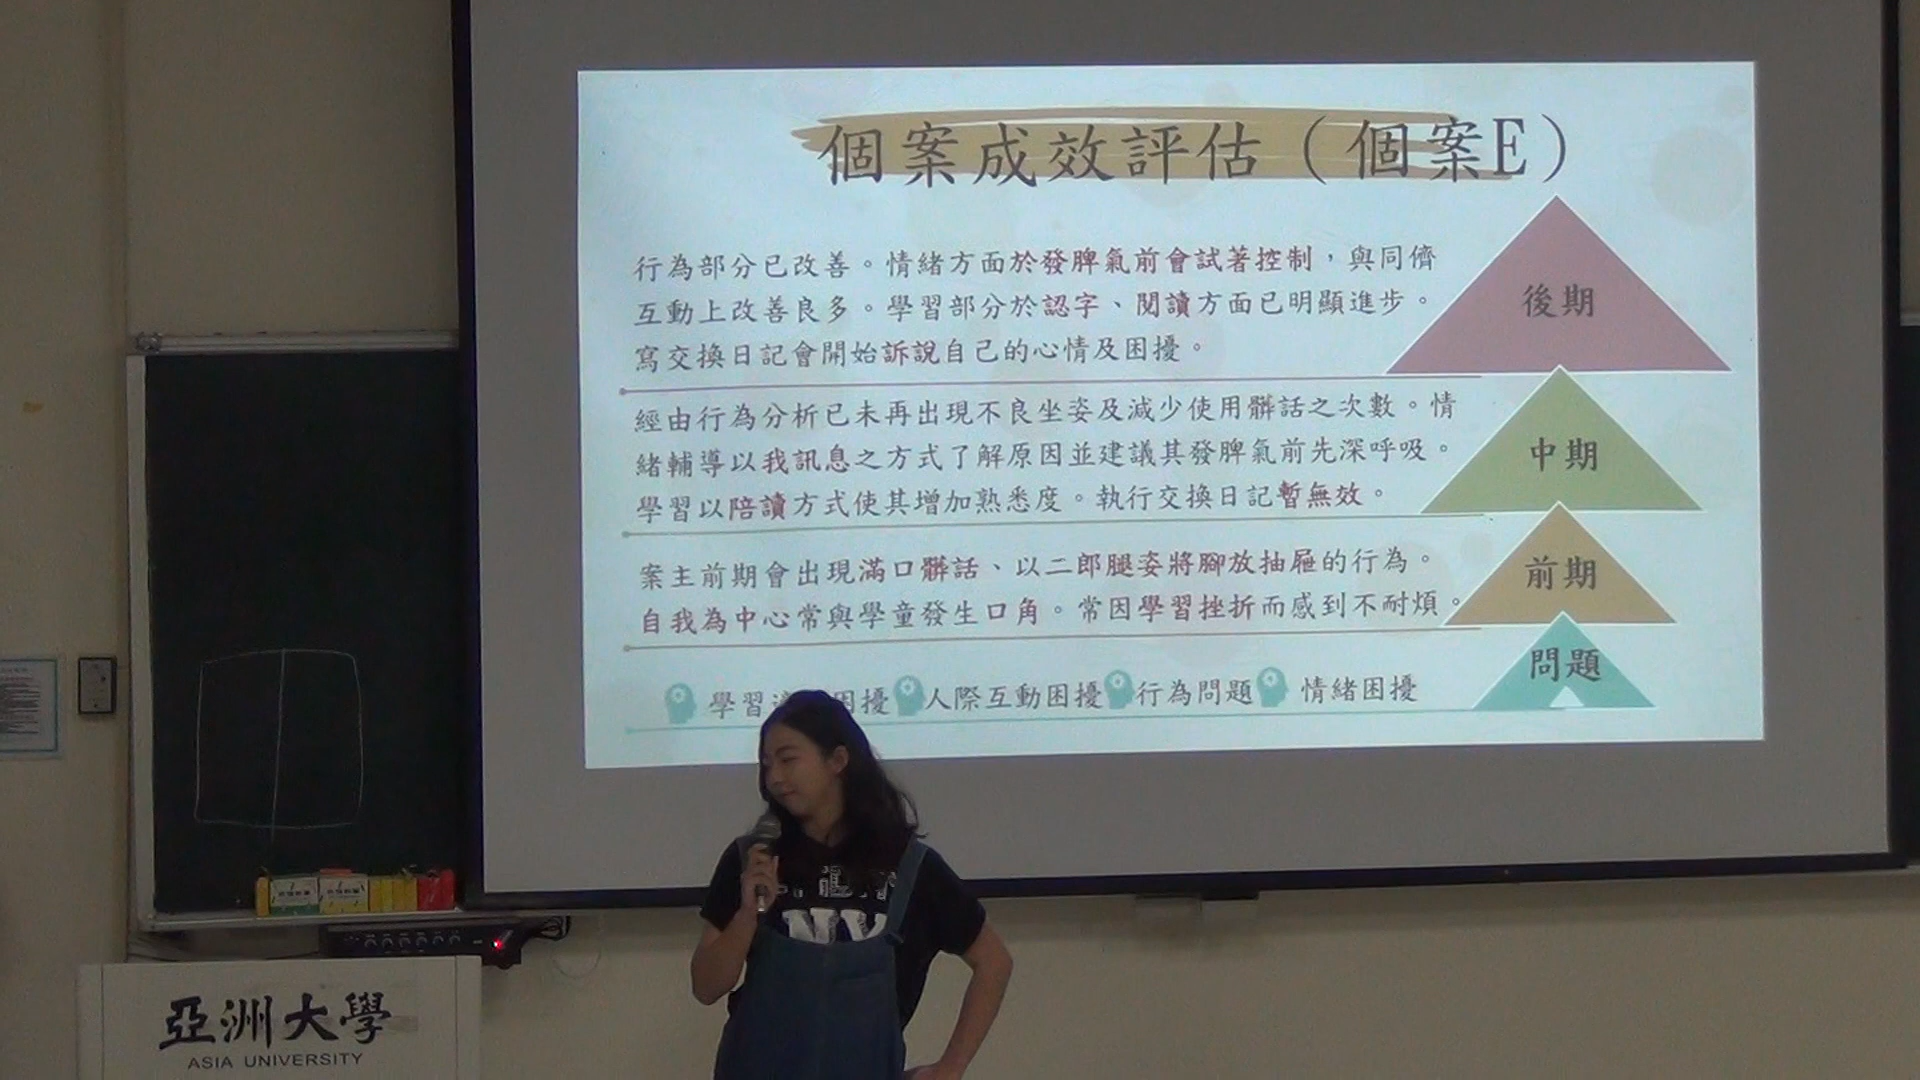 個案成效評估（個案E）
行為部分已改善。情緒方面於發脾氣前會試著控制，與同儕
互動上改善良多。學習部分於認字、閱讀方面已明顯進步。
寫交換日記會開始訴說自己的心情及困擾。
後期
經由行為分析已未再出現不良坐姿及減少使用髒話之次數。情
緒輔導以我訊息之方式了解原因並建議其發脾氣前先深呼吸。
學習以陪讀方式使其增加熟悉度。執行交換日記暫無效。
中期
案主前期會出現滿口髒話、以二郎腿姿將腳放抽屜的行為。
自我為中心常與學童發生口角。常因學習挫折而感到不耐煩。
前期
學習 困擾 人際互動困擾 行為問題 情緒困擾
問題
亞洲大學
ASIA UNIVERSITY